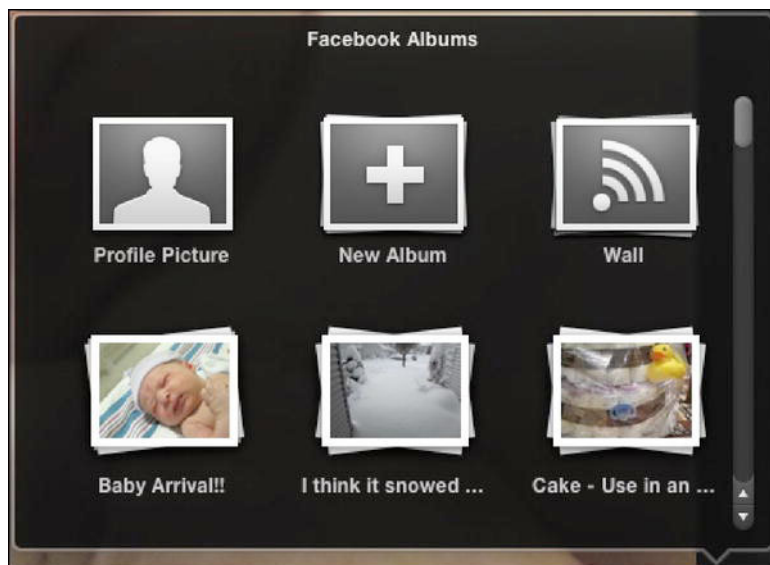 Facebook Albums
Profile Picture
New Album
Wall
Baby Arrival!!
I think it snowed ...
Cake - Use in an ...